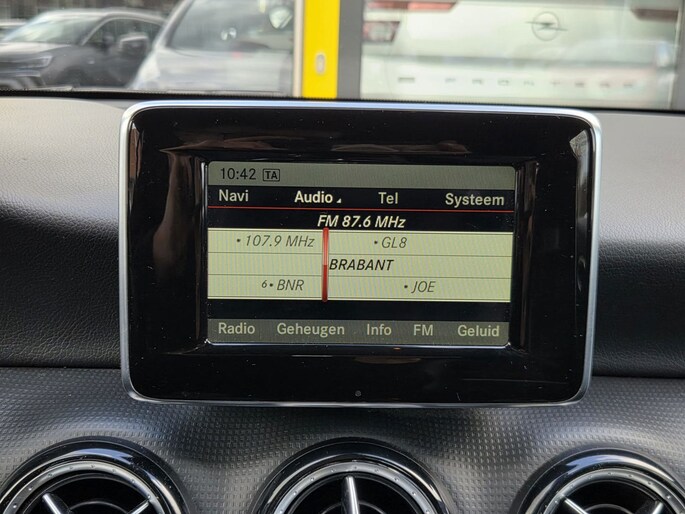 10:42 TA
Navi Audio Tel Systeem
FM 87.6 MHz
•107.9 MHz •GL8
BRABANT
6•BNR •JOE
Radio Geheugen Info FM Geluid